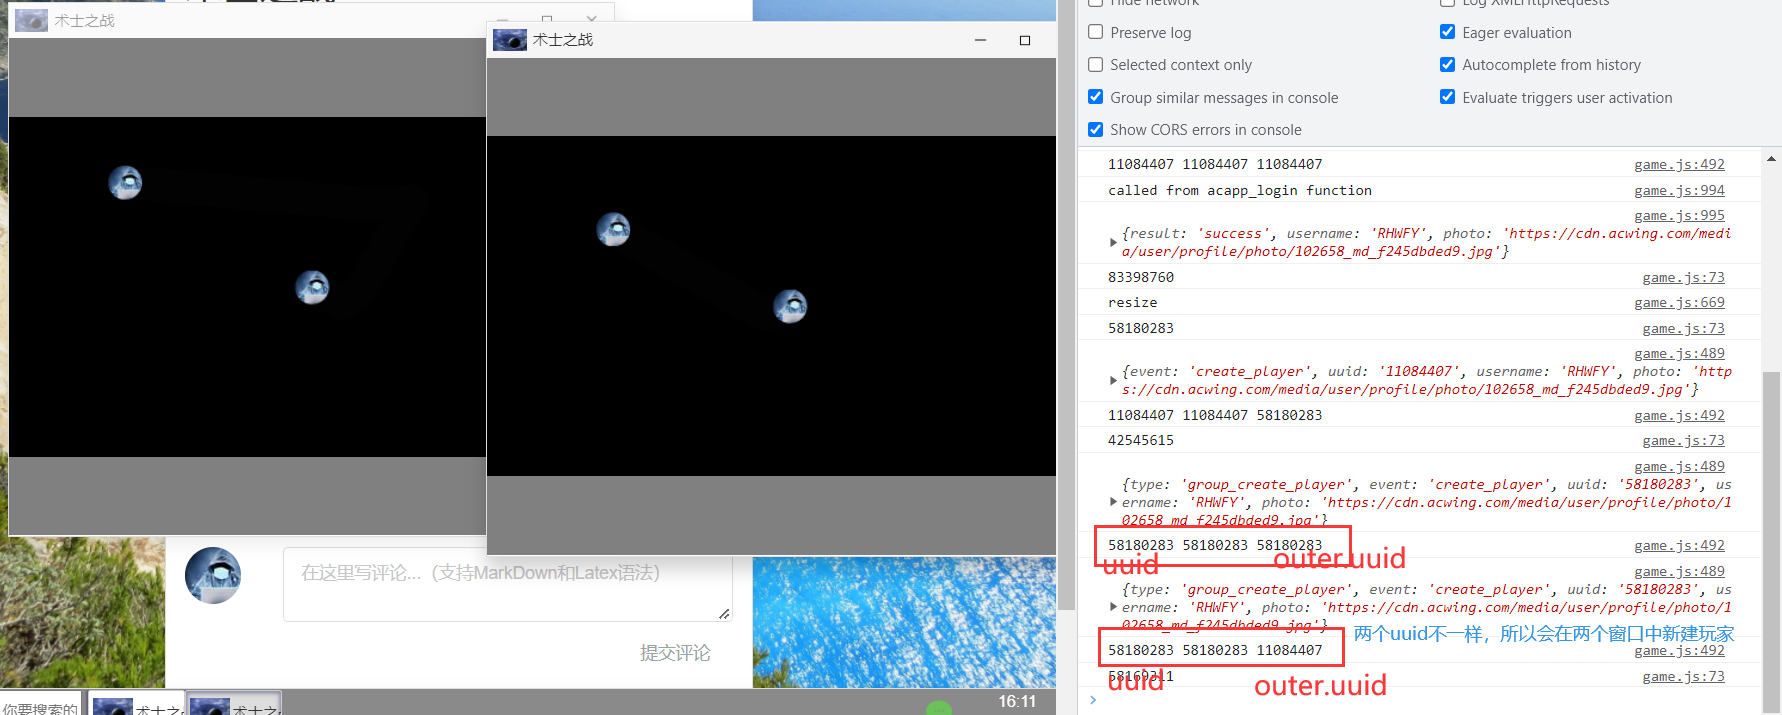 术士之战
术士之战
在这里写评论... (支持MarkDown和Latex语法)
提交评论
你要搜索的
术士之
术士之
16:11
Hide network
Log XMLHttpRequests
Preserve log
Eager evaluation
Selected context only
Autocomplete from history
Group similar messages in console
Evaluate triggers user activation
Show CORS errors in console
11084407 11084407 11084407
game.js:492
called from acapp_login function
game.js:994
game.js:995
{result: 'success', username: 'RHWFY', photo: 'https://cdn.acwing.com/medi
a/user/profile/photo/102658_md_f245dbded9.jpg'}
83398760
game.js:73
resize
game.js:669
58180283
game.js:73
game.js:489
{event: 'create_player', uuid: '11084407', username: 'RHWFY', photo: 'http
s://cdn.acwing.com/media/user/profile/photo/102658_md_f245dbded9.jpg'}
11084407 11084407 58180283
game.js:492
42545615
game.js:73
game.js:489
{type: 'group_create_player', event: 'create_player', uuid: '58180283', us
ername: 'RHWFY', photo: 'https://cdn.acwing.com/media/user/profile/photo/1
02658_md_f245dbded9.jpg'}
58180283 58180283 58180283
game.js:492
uuid
outer.uuid
game.js:489
{type: 'group_create_player', event: 'create_player', uuid: '58180283', us
ername: 'RHWFY', photo: 'https://cdn.acwing.com/media/user/profile/photo/1
02658_md_f245dbded9.jpg'}
两个uuid不一样，所以会在两个窗口中新建玩家
58180283 58180283 11084407
game.js:492
58169311
game.js:73
uuid
outer.uuid